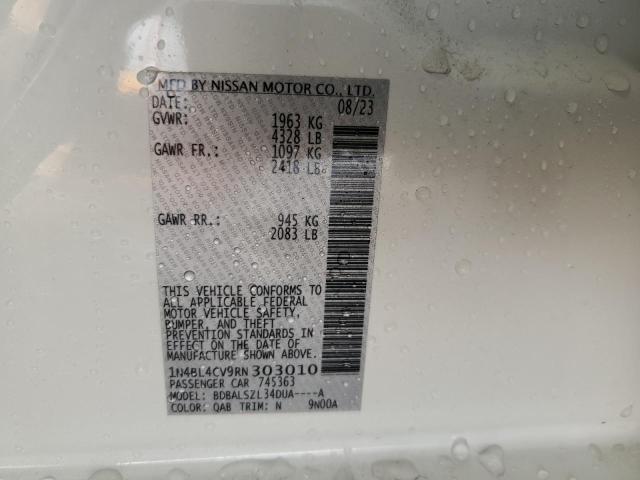 MFD BY NISSAN MOTOR CO., LTD.
DATE: 08/23
GVWR: 1963 KG
4328 LB
GAWR FR.: 1097 KG
2418 LB
GAWR RR.: 945 KG
2083 LB
THIS VEHICLE CONFORMS TO
ALL APPLICABLE FEDERAL
MOTOR VEHICLE SAFETY,
BUMPER, AND THEFT
PREVENTION STANDARDS IN
EFFECT ON THE DATE OF
MANUFACTURE SHOWN ABOVE.
1N4BL4CV9RN303010
PASSENGER CAR 745363
MODEL: BDBALSZL34DUA----A
COLOR: QAB TRIM: N 9N00A